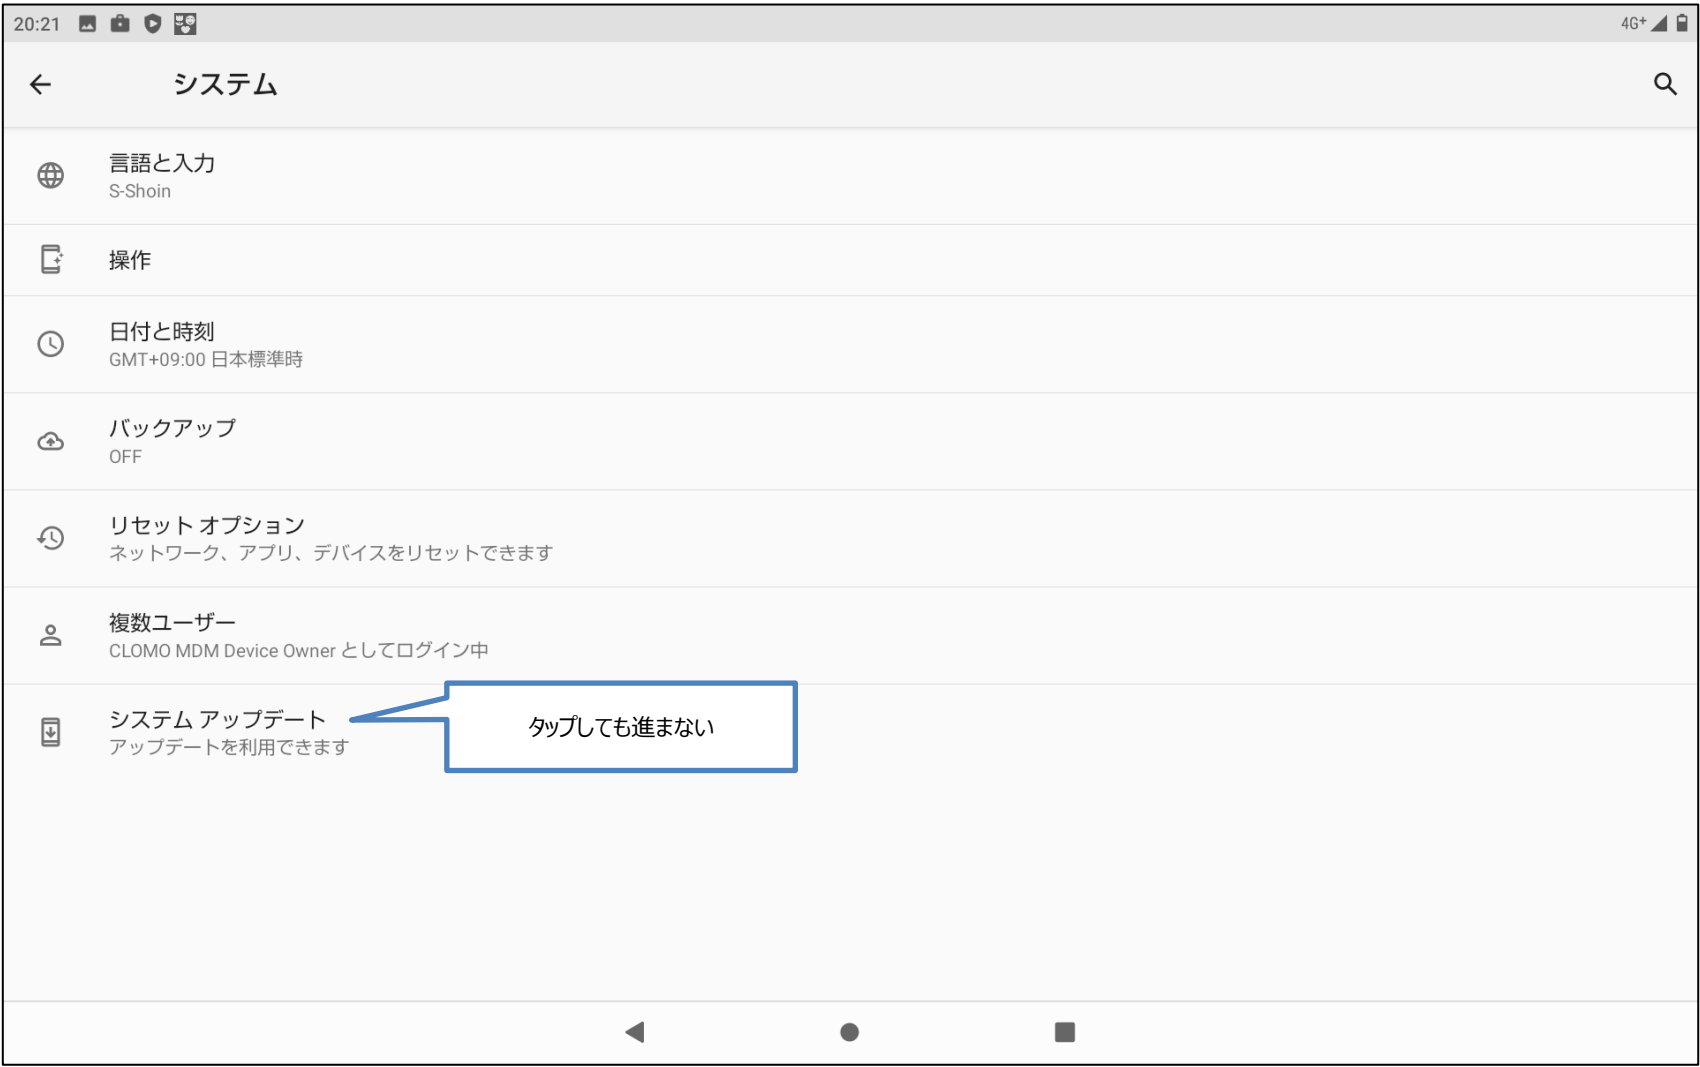 20:21
4G+
システム
言語と入力
S-Shoin
操作
日付と時刻
GMT+09:00 日本標準時
バックアップ
OFF
リセット オプション
ネットワーク、アプリ、デバイスをリセットできます
複数ユーザー
CLOMO MDM Device Owner としてログイン中
システム アップデート
アップデートを利用できます
タップしても進まない